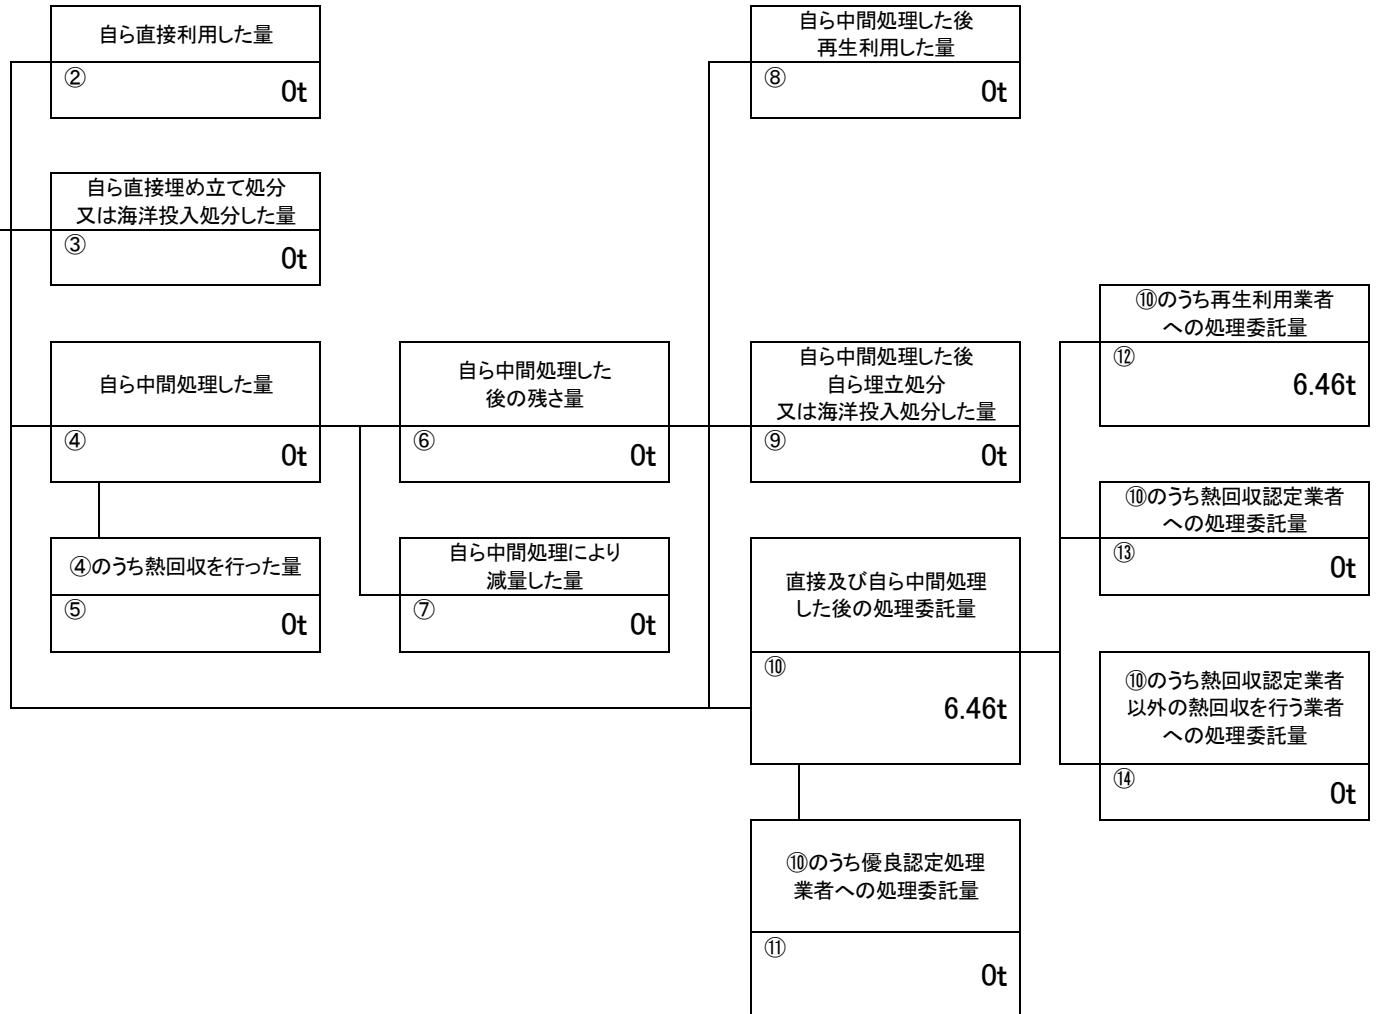 自ら直接利用した量
②
0t
自ら中間処理した後
再生利用した量
⑧
0t
自ら直接埋め立て処分
又は海洋投入処分した量
③
0t
自ら中間処理した量
④
0t
自ら中間処理した
後の残さ量
⑥
0t
自ら中間処理した後
自ら埋立処分
又は海洋投入処分した量
⑨
0t
⑩のうち再生利用業者
への処理委託量
⑫
6.46t
④のうち熱回収を行った量
⑤
0t
自ら中間処理により
減量した量
⑦
0t
直接及び自ら中間処理
した後の処理委託量
⑩
6.46t
⑩のうち熱回収認定業者
への処理委託量
⑬
0t
⑩のうち熱回収認定業者
以外の熱回収を行う業者
への処理委託量
⑭
0t
⑩のうち優良認定処理
業者への処理委託量
⑪
0t